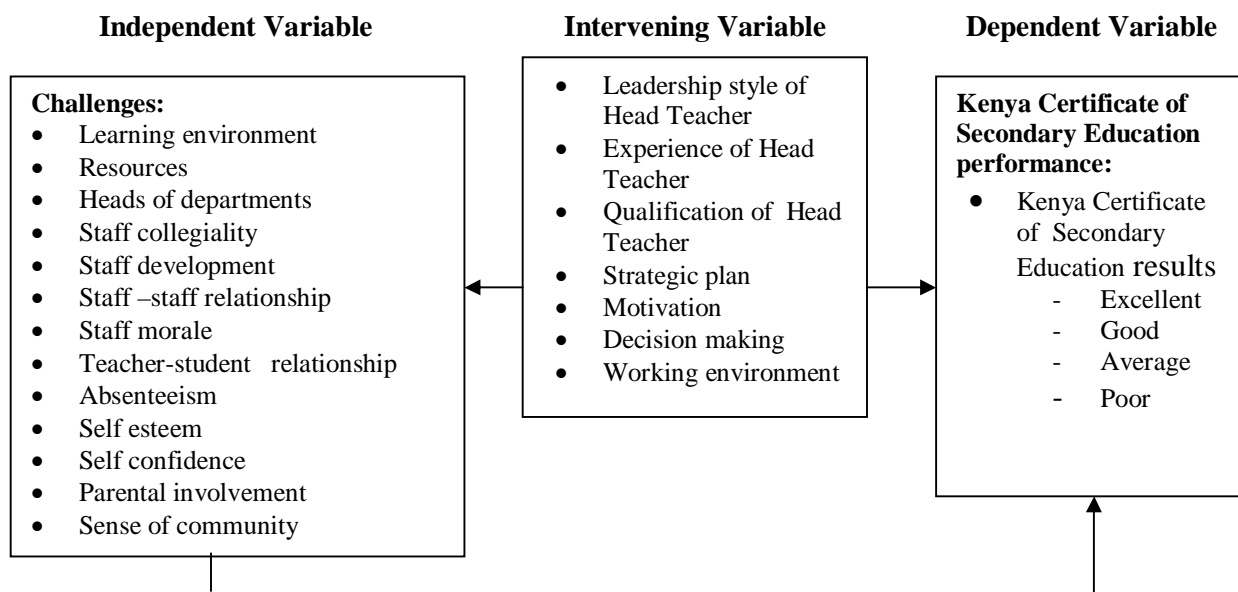 Independent Variable
Challenges:
• Learning environment
• Resources
• Heads of departments
• Staff collegiality
• Staff development
• Staff –staff relationship
• Staff morale
• Teacher-student relationship
• Absenteeism
• Self esteem
• Self confidence
• Parental involvement
• Sense of community
Intervening Variable
• Leadership style of
Head Teacher
• Experience of Head
Teacher
• Qualification of Head
Teacher
• Strategic plan
• Motivation
• Decision making
• Working environment
Dependent Variable
Kenya Certificate of
Secondary Education
performance:
• Kenya Certificate
of Secondary
Education results
- Excellent
- Good
- Average
- Poor